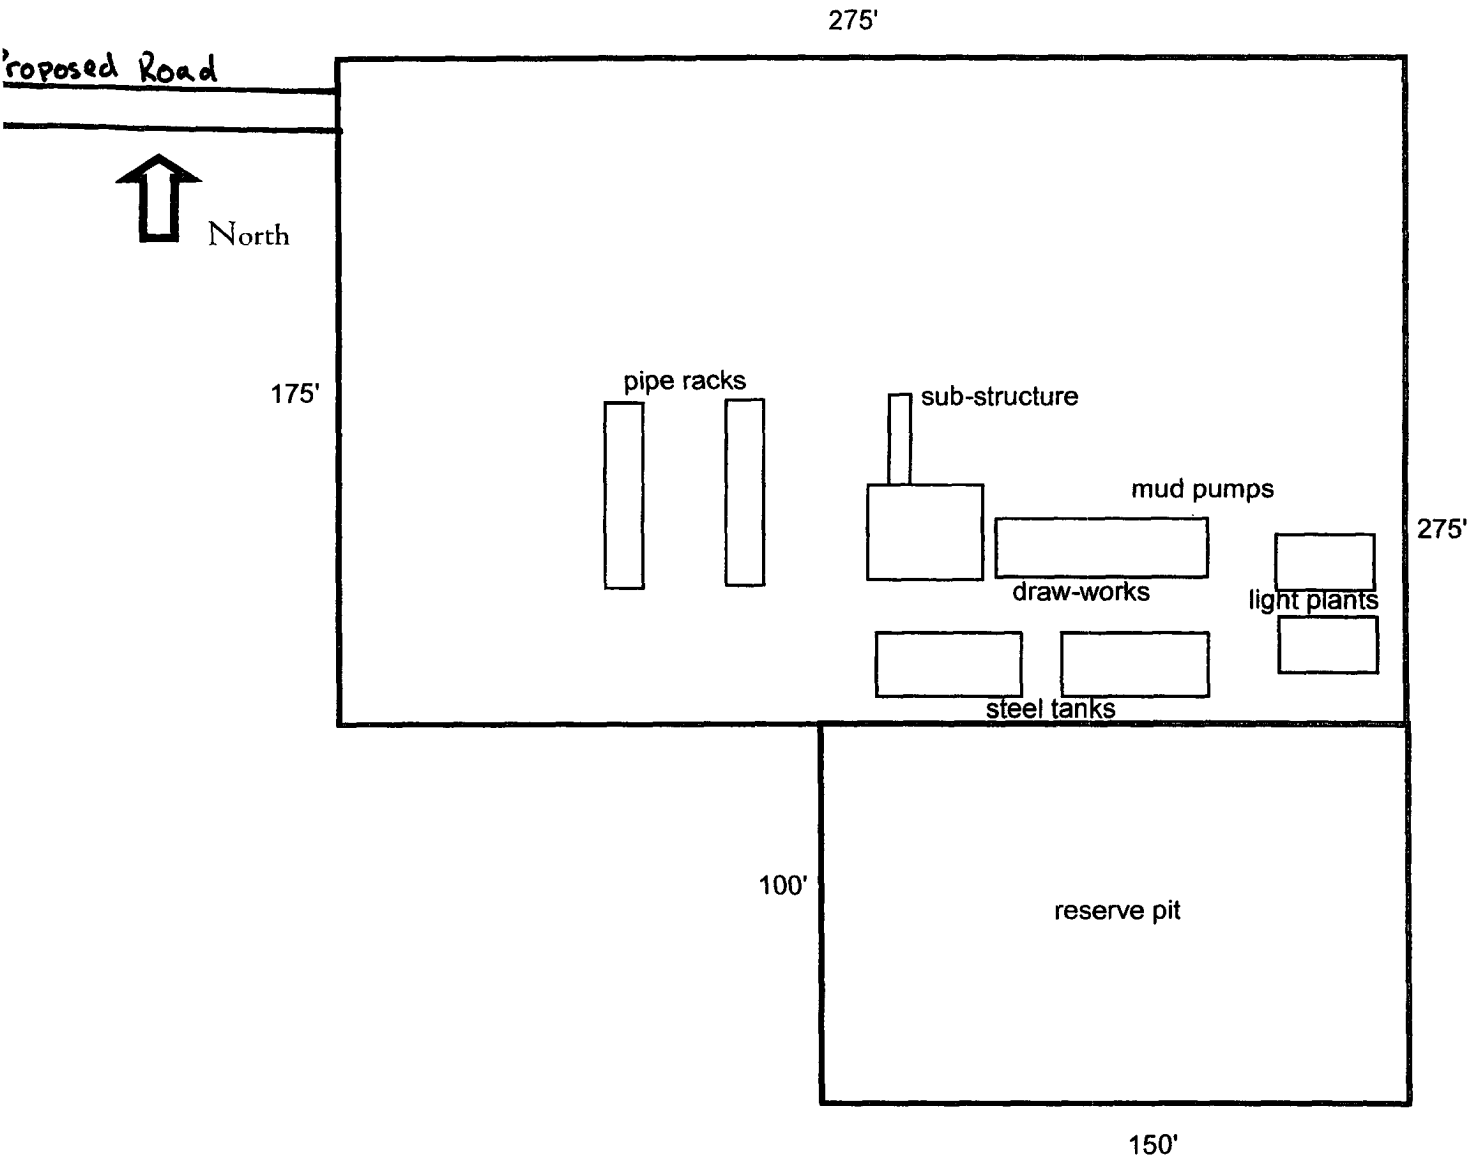 275'
Proposed Road
North
175'
pipe racks
sub-structure
mud pumps
275'
draw-works
light plants
steel tanks
100'
reserve pit
150'